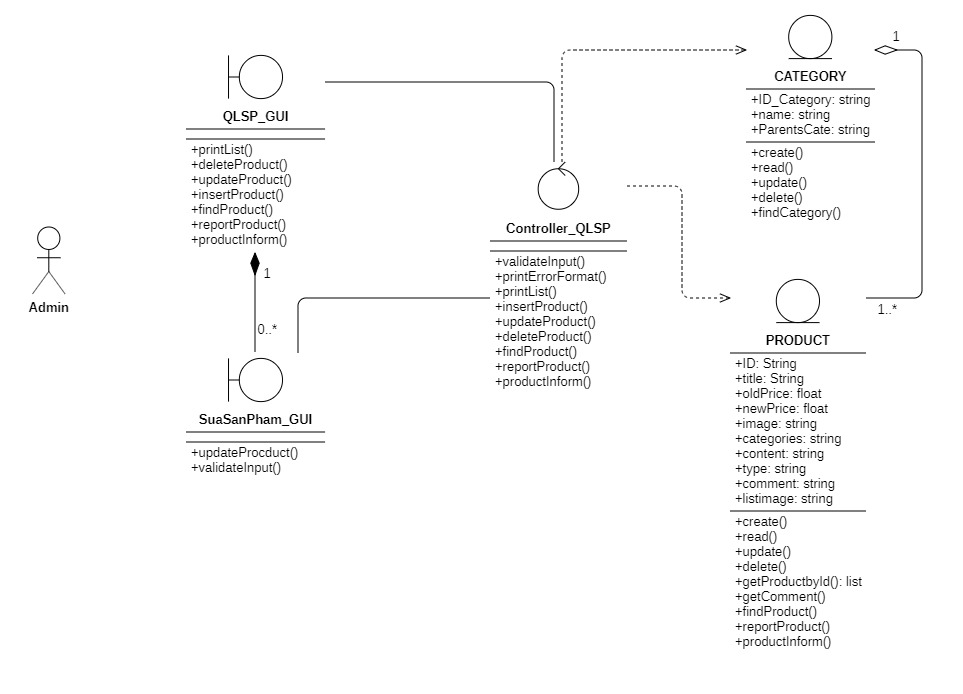 QLSP_GUI
+printList()
+deleteProduct()
+updateProduct()
+insertProduct()
+findProduct()
+reportProduct()
+productInform()
1
0..*
Admin
SuaSanPham_GUI
+updateProcduct()
+validateInput()
Controller_QLSP
+validateInput()
+printErrorFormat()
+printList()
+insertProduct()
+updateProduct()
+deleteProduct()
+findProduct()
+reportProduct()
+productInform()
CATEGORY
+ID_Category: string
+name: string
+ParentsCate: string
+create()
+read()
+update()
+delete()
+findCategory()
1
1..*
PRODUCT
+ID: String
+title: String
+oldPrice: float
+newPrice: float
+image: string
+categories: string
+content: string
+type: string
+comment: string
+listimage: string
+create()
+read()
+update()
+delete()
+getProductbyId(): list
+getComment()
+findProduct()
+reportProduct()
+productInform()